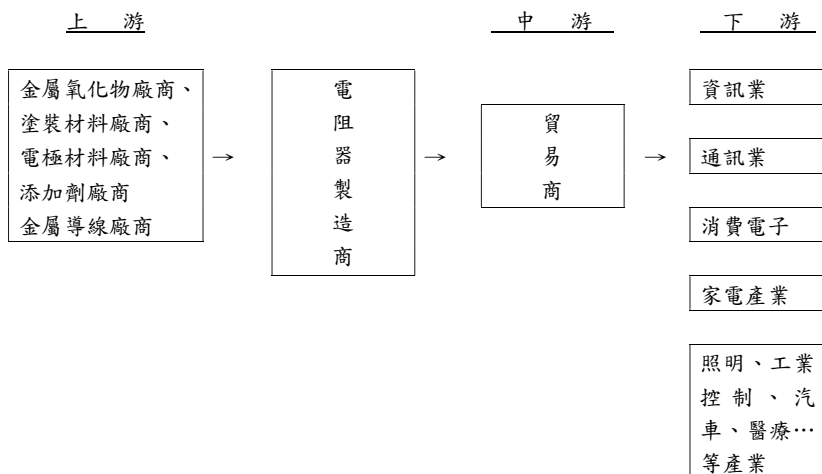 上 游
中 游
下 游
金屬氧化物廠商、
塗裝材料廠商、
電極材料廠商、
添加劑廠商
金屬導線廠商
→
電
阻
器
製
造
商
→
貿
易
商
→
資訊業
通訊業
消費電子
家電產業
照明、工業
控制、汽
車、醫療…
等產業